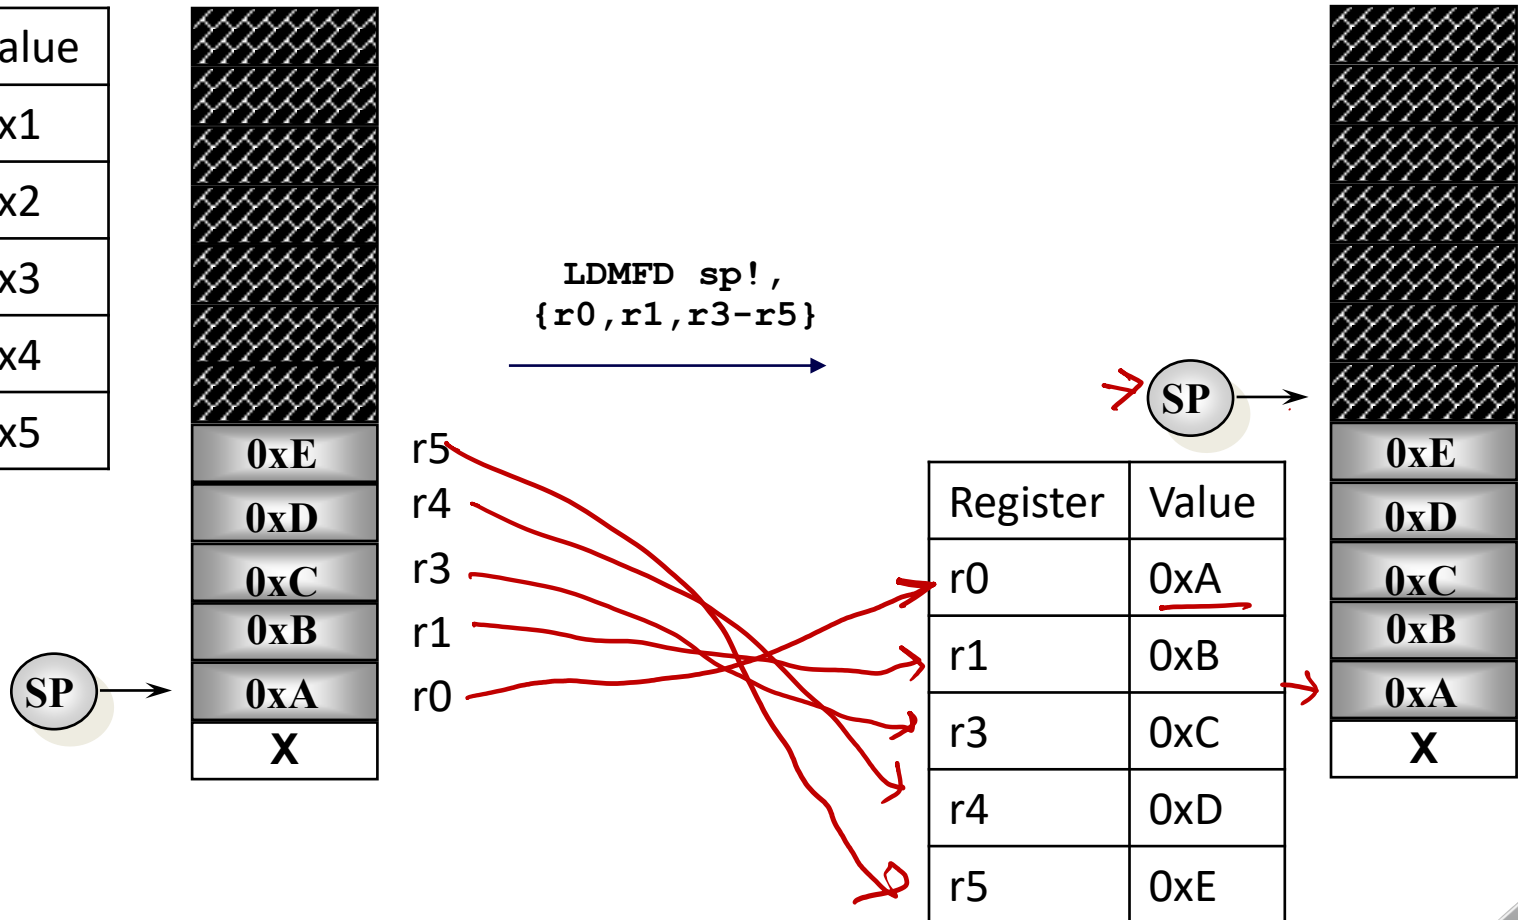 alue
x1
x2
x3
x4
x5
0xE
0xD
0xC
0xB
0xA
X
SP
r5
r4
r3
r1
r0
LDMFD sp!,
{r0,r1,r3-r5}
SP
Register Value
r0 0xA
r1 0xB
r3 0xC
r4 0xD
r5 0xE
0xE
0xD
0xC
0xB
0xA
X